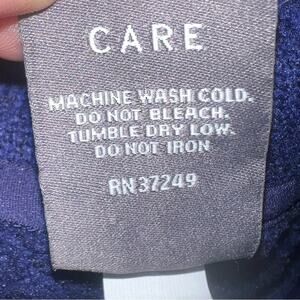 CARE
MACHINE WASH COLD.
DO NOT BLEACH.
TUMBLE DRY LOW.
DO NOT IRON
RN 37249